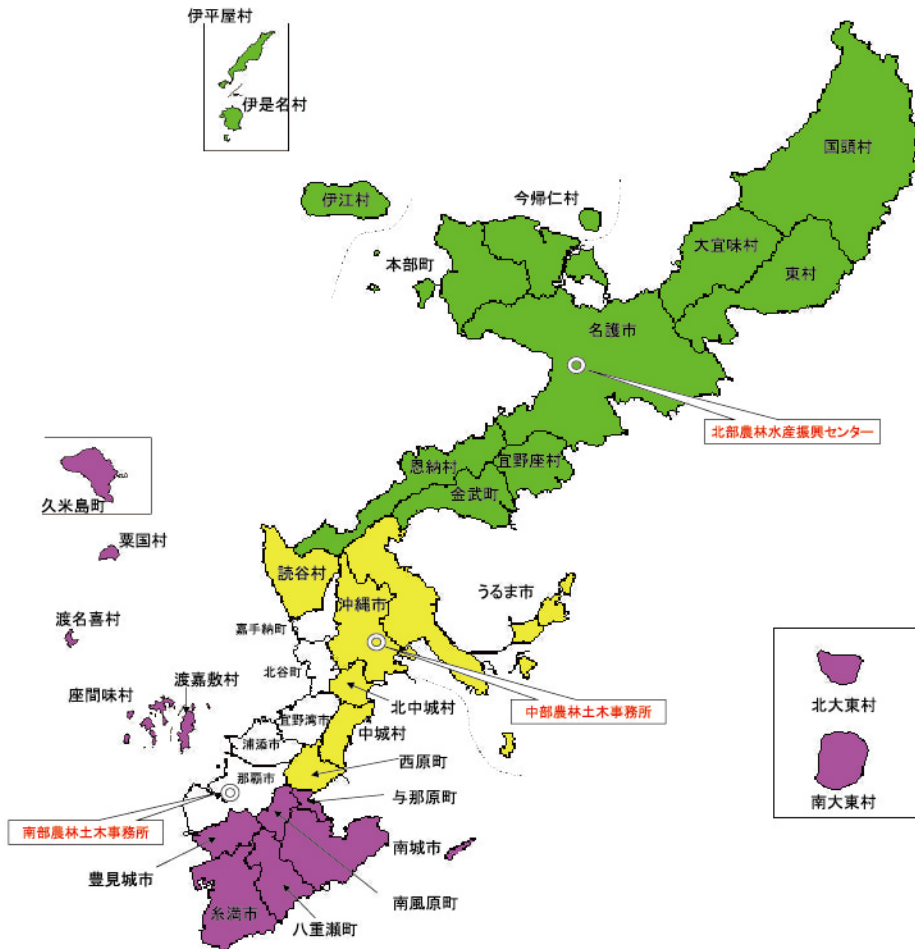 伊平屋村
伊是名村
国頭村
伊江村
今帰仁村
大宜味村
本部町
東村
名護市
北部農林水産振興センター
恩納村
宜野座村
金武町
久米島町
粟国村
読谷村
うるま市
沖縄市
渡名喜村
嘉手納町
北谷町
渡嘉敷村
座間味村
北中城村
中部農林土木事務所
北大東村
宜野湾市
中城村
浦添市
西原町
那覇市
与那原町
南大東村
南部農林土木事務所
南城市
豊見城市
南風原町
糸満市
八重瀬町